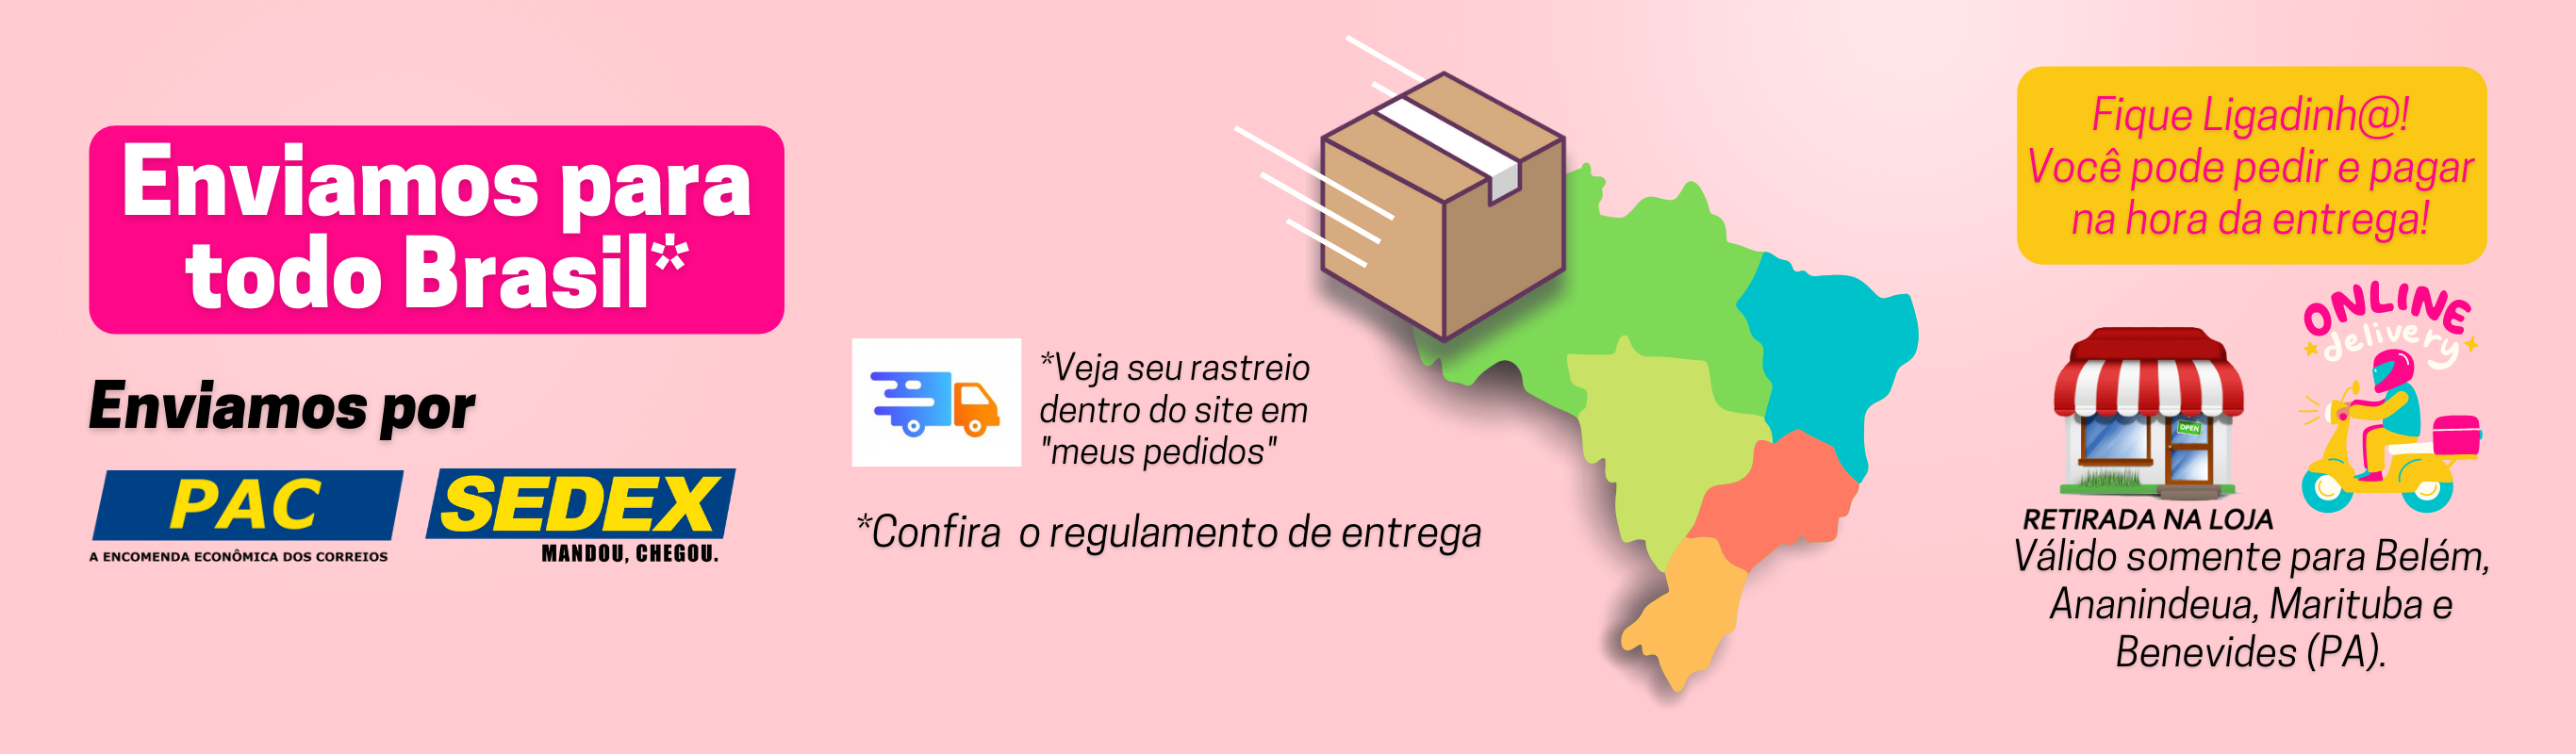 Enviamos para
todo Brasil*
Enviamos por
PAC
A ENCOMENDA ECONÔMICA DOS CORREIOS
SEDEX
MANDOU, CHEGOU.
*Veja seu rastreio
dentro do site em
"meus pedidos"
*Confira o regulamento de entrega
Fique Ligadinh@!
Você pode pedir e pagar
na hora da entrega!
ONLINE
delivery
OPEN
RETIRADA NA LOJA
Válido somente para Belém,
Ananindeua, Marituba e
Benevides (PA).